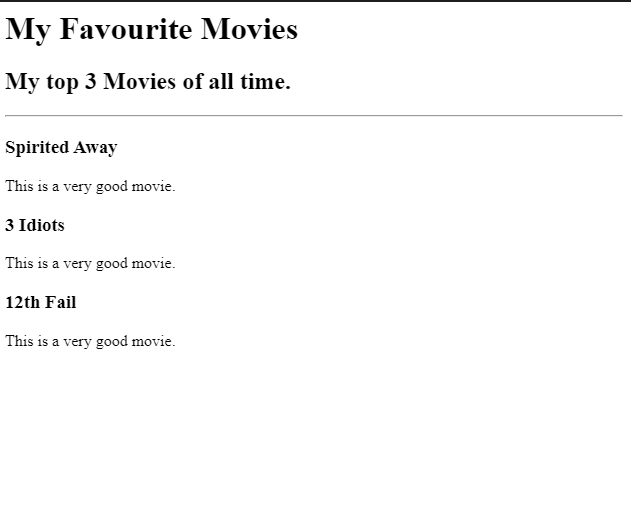 My Favourite Movies
My top 3 Movies of all time.
Spirited Away
This is a very good movie.
3 Idiots
This is a very good movie.
12th Fail
This is a very good movie.